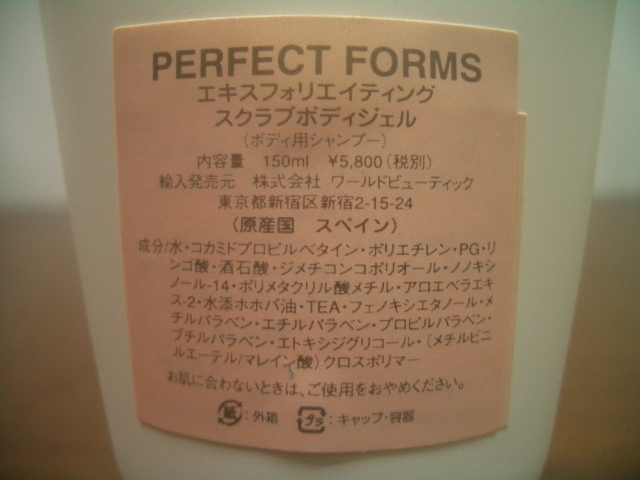 PERFECT FORMS
エキスフォリエイティング
スクラブボディジェル
(ボディ用シャンプー)
内容量 150ml ¥5,800(税別)
輸入発売元 株式会社 ワールドビューティック
東京都新宿区新宿2-15-24
(原産国 スペイン)
成分/水・コカミドプロピルベタイン・ポリエチレン・PG・リ
ンゴ酸・酒石酸・ジメチコンコポリオール・ノノキシ
ノール-14・ポリメタクリル酸メチル・アロエベラエキ
ス-2・水添ホホバ油・TEA・フェノキシエタノール・メ
チルパラベン・エチルパラベン・プロピルパラベン・
ブチルパラベン・エトキシジグリコール・(メチルビニ
ルエーテル/マレイン酸)クロスポリマー
お肌に合わないときは、ご使用をおやめください。
紙:外箱 プラ:キャップ・容器